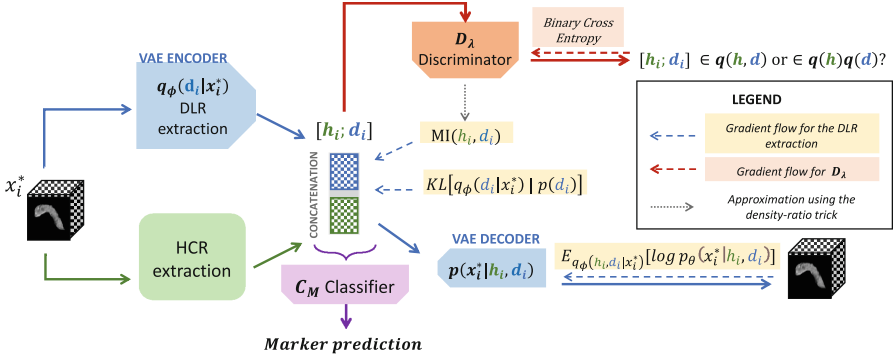 Binary Cross
Entropy
D_λ
Discriminator
[h_i; d_i] ∈ q(h, d) or ∈ q(h)q(d)?
VAE ENCODER
q_ϕ(d_i|x_i^*)
DLR
extraction
[h_i; d_i]
MI(h_i, d_i)
KL[q_ϕ(d_i|x_i^*) | p(d_i)]
CONCATENATION
x_i^*
HCR
extraction
VAE DECODER
p(x_i^*|h_i, d_i)
E_{q_ϕ(h_i,d_i|x_i^*)}[log p_θ(x_i^*|h_i, d_i)]
C_M Classifier
Marker prediction
LEGEND
Gradient flow for the DLR
extraction
Gradient flow for D_λ
Approximation using the
density-ratio trick